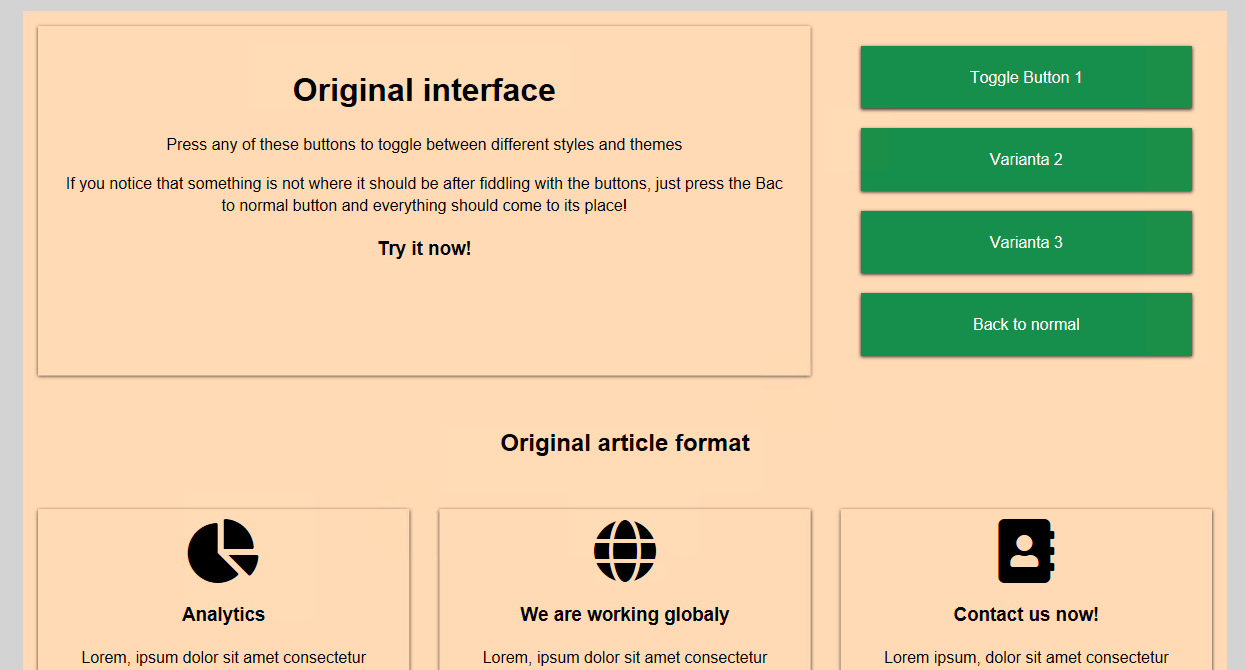 Original interface
Press any of these buttons to toggle between different styles and themes
If you notice that something is not where it should be after fiddling with the buttons, just press the Bac
to normal button and everything should come to its place!
Try it now!
Toggle Button 1
Varianta 2
Varianta 3
Back to normal
Original article format
Analytics
Lorem, ipsum dolor sit amet consectetur
We are working globaly
Lorem, ipsum dolor sit amet consectetur
Contact us now!
Lorem ipsum, dolor sit amet consectetur